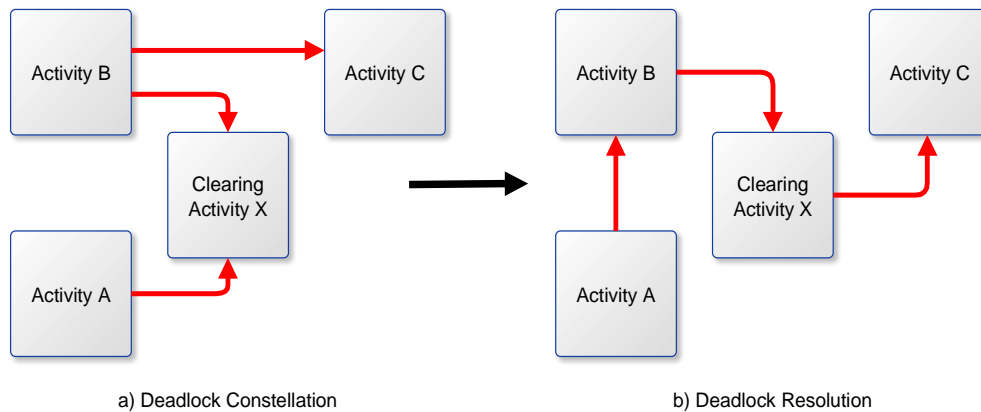 Activity B
Activity C
Clearing
Activity X
Activity A
a) Deadlock Constellation
Activity B
Activity C
Clearing
Activity X
Activity A
b) Deadlock Resolution